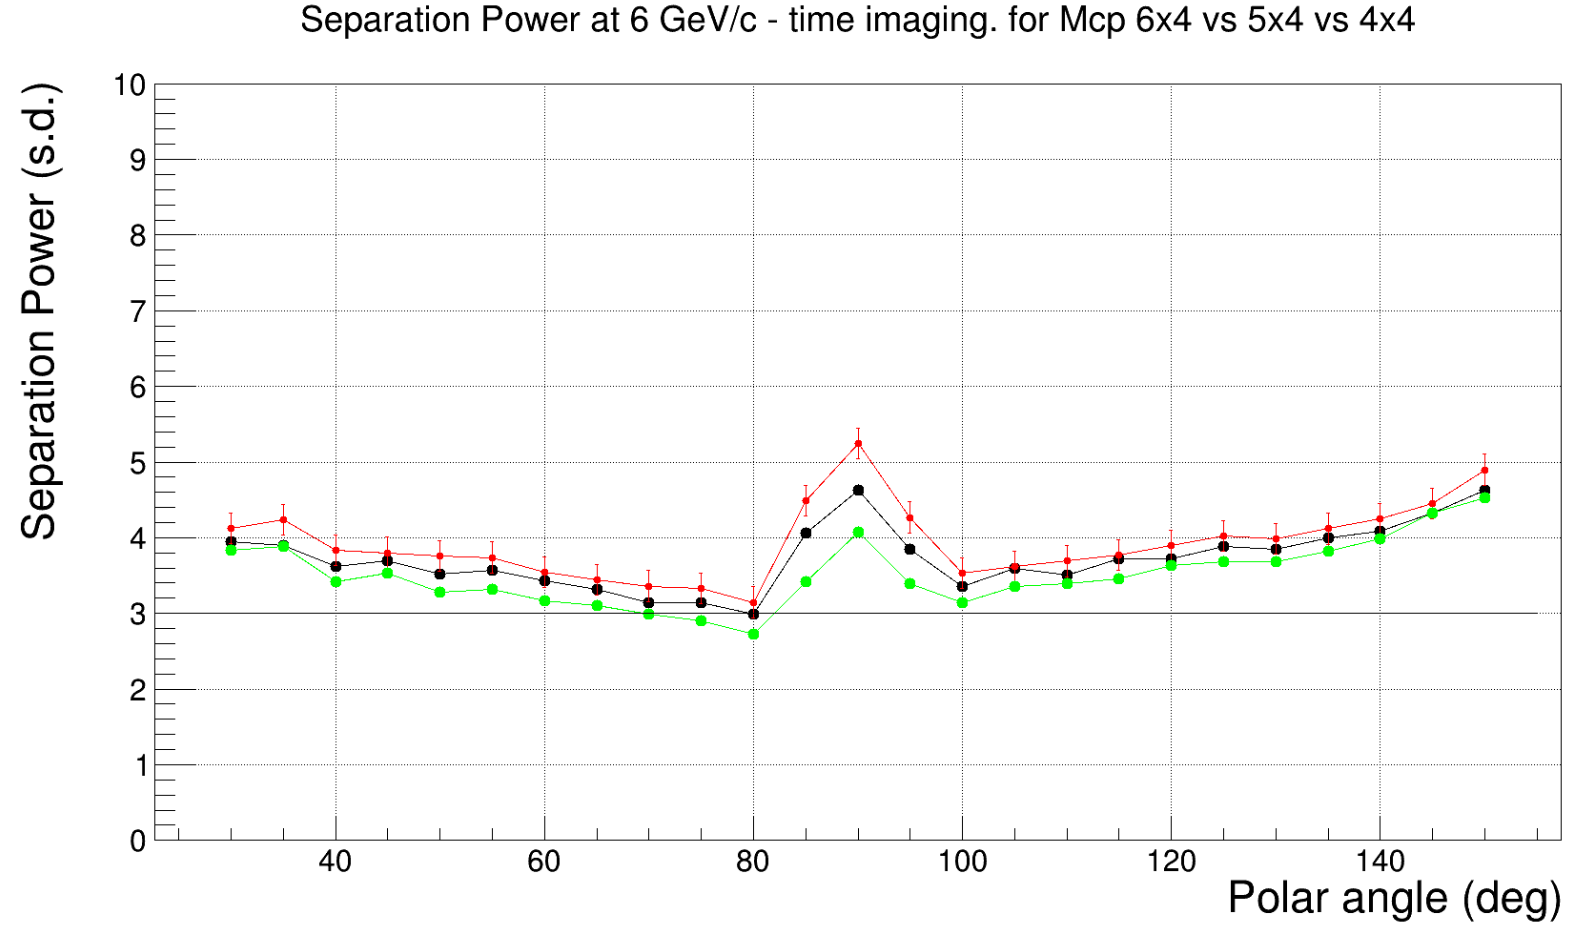 Separation Power at 6 GeV/c - time imaging. for Mcp 6x4 vs 5x4 vs 4x4
Separation Power (s.d.)
10
9
8
7
6
5
4
3
2
1
0
40 60 80 100 120 140
Polar angle (deg)